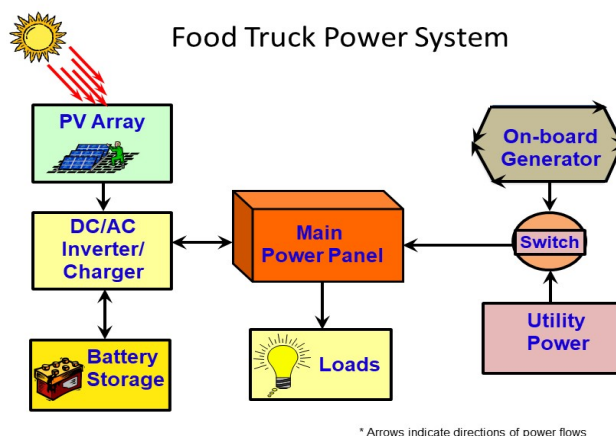 Food Truck Power System
PV Array
On-board
Generator
DC/AC
Inverter/
Charger
Main
Power Panel
Switch
Battery
Storage
Loads
Utility
Power
* Arrows indicate directions of power flows